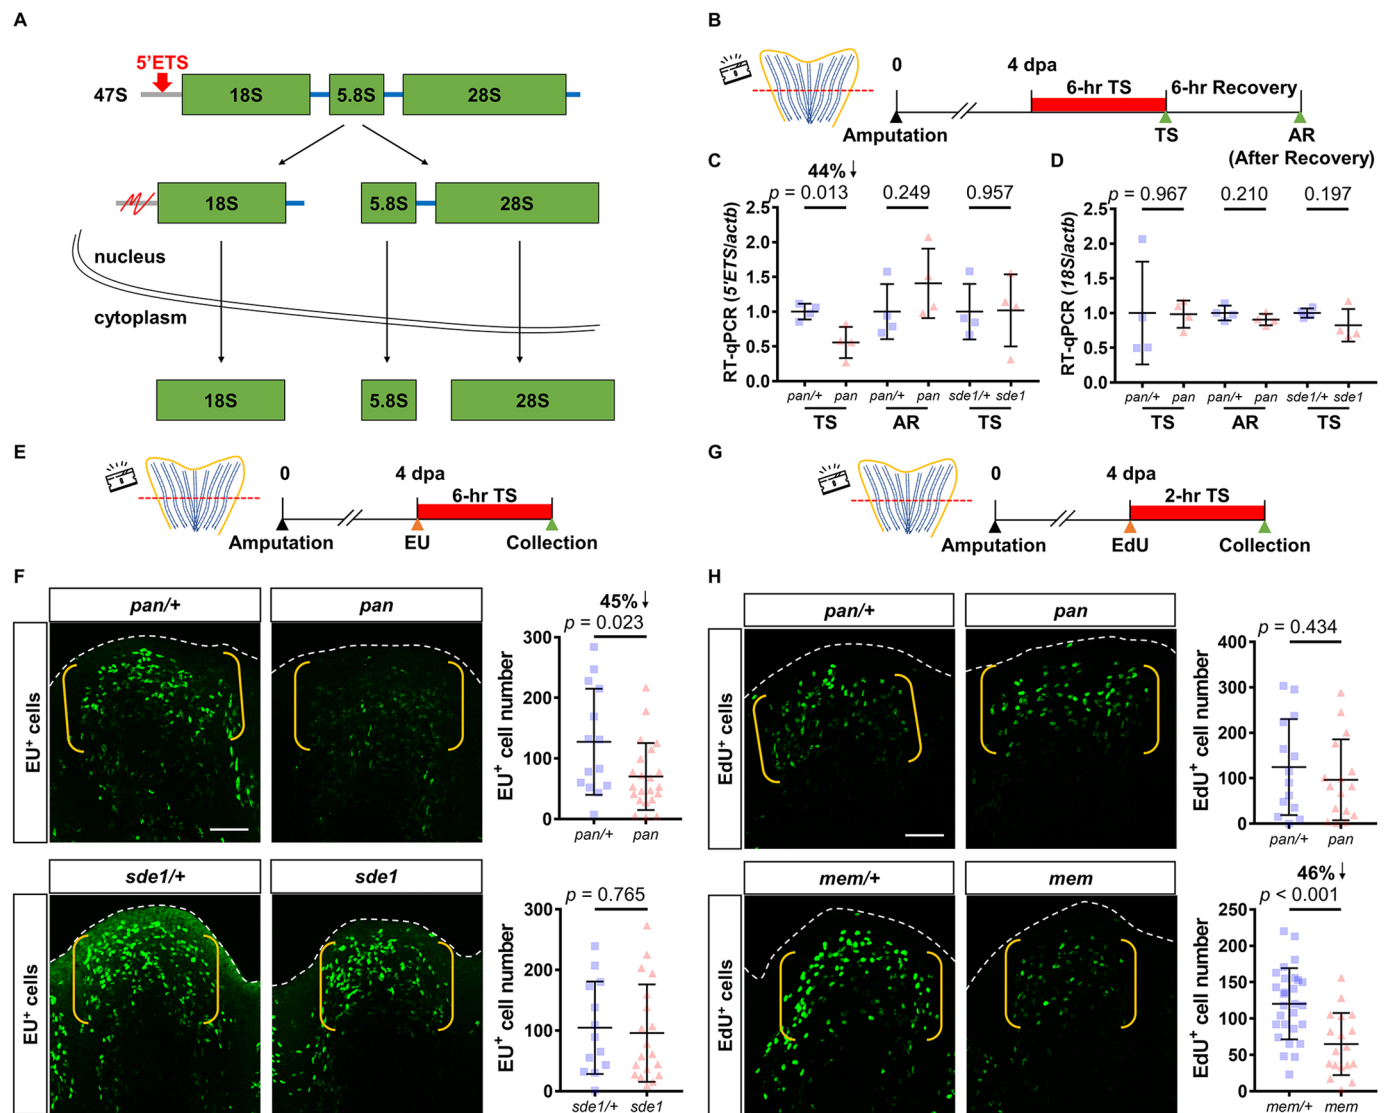 A
5'ETS
47S
18S
5.8S
28S
18S
5.8S
28S
nucleus
cytoplasm
18S
5.8S
28S
B
0
4 dpa
6-hr TS
6-hr Recovery
Amputation
TS
AR
(After Recovery)
C
44% ↓
p = 0.013
0.249
0.957
RT-qPCR (5'ETS/actb)
2.5
2.0
1.5
1.0
0.5
0.0
pan/+
pan
pan/+
pan
sde1/+
sde1
TS
AR
TS
D
p = 0.967
0.210
0.197
RT-qPCR (18S/actb)
2.5
2.0
1.5
1.0
0.5
0.0
pan/+
pan
pan/+
pan
sde1/+
sde1
TS
AR
TS
E
0
4 dpa
6-hr TS
Amputation
EU
Collection
F
pan/+
pan
EU⁺ cells
45% ↓
p = 0.023
EU⁺ cell number
300
200
100
0
pan/+
pan
sde1/+
sde1
EU⁺ cells
p = 0.765
EU⁺ cell number
300
200
100
0
sde1/+
sde1
G
0
4 dpa
2-hr TS
Amputation
EdU
Collection
H
pan/+
pan
EdU⁺ cells
p = 0.434
EdU⁺ cell number
400
300
200
100
0
pan/+
pan
mem/+
mem
EdU⁺ cells
46% ↓
p < 0.001
EdU⁺ cell number
250
200
150
100
50
0
mem/+
mem